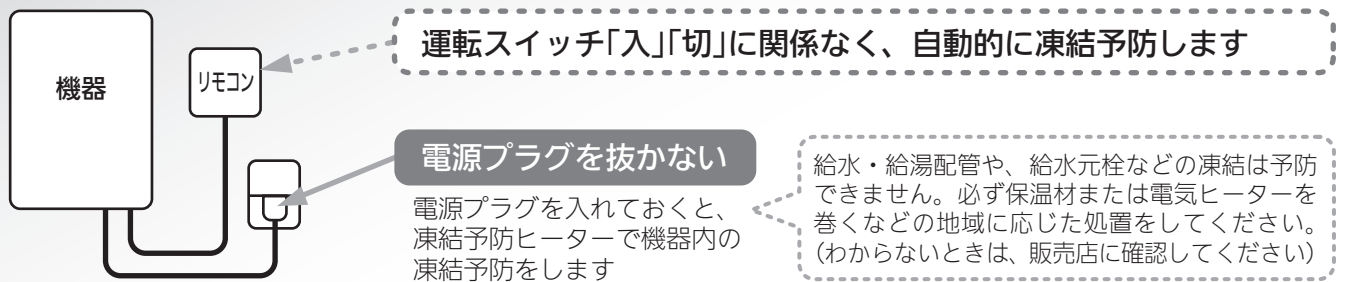 機器
リモコン
運転スイッチ「入」「切」に関係なく、自動的に凍結予防します
電源プラグを抜かない
電源プラグを入れておくと、
凍結予防ヒーターで機器内の
凍結予防をします
給水・給湯配管や、給水元栓などの凍結は予防
できません。必ず保温材または電気ヒーターを
巻くなどの地域に応じた処置をしてください。
(わからないときは、販売店に確認してください)